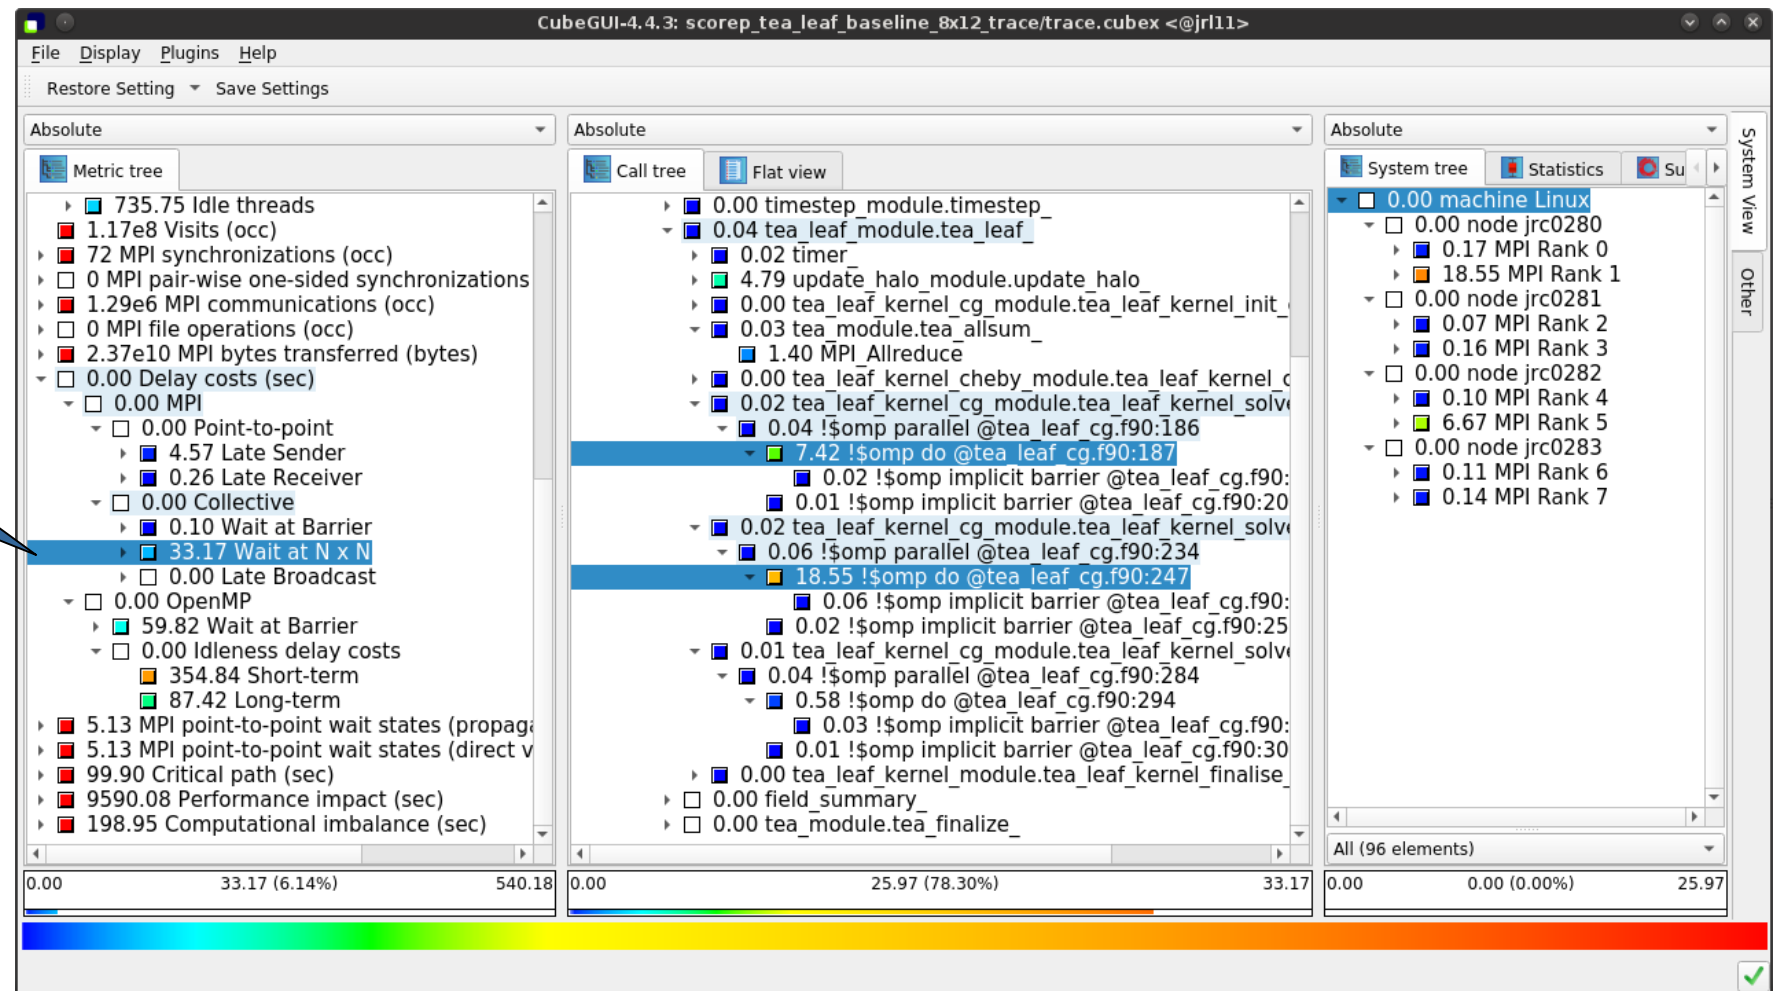 CubeGUI-4.4.3: scorep_tea_leaf_baseline_8x12_trace/trace.cubex <@jrl11>
File Display Plugins Help
Restore Setting Save Settings
Absolute
Metric tree
735.75 Idle threads
1.17e8 Visits (occ)
72 MPI synchronizations (occ)
0 MPI pair-wise one-sided synchronizations
1.29e6 MPI communications (occ)
0 MPI file operations (occ)
2.37e10 MPI bytes transferred (bytes)
0.00 Delay costs (sec)
0.00 MPI
0.00 Point-to-point
4.57 Late Sender
0.26 Late Receiver
0.00 Collective
0.10 Wait at Barrier
33.17 Wait at N x N
0.00 Late Broadcast
0.00 OpenMP
59.82 Wait at Barrier
0.00 Idleness delay costs
354.84 Short-term
87.42 Long-term
5.13 MPI point-to-point wait states (propaga
5.13 MPI point-to-point wait states (direct v
99.90 Critical path (sec)
9590.08 Performance impact (sec)
198.95 Computational imbalance (sec)
0.00 33.17 (6.14%) 540.18
Absolute
Call tree Flat view
0.00 timestep_module.timestep_
0.04 tea_leaf_module.tea_leaf_
0.02 timer_
4.79 update_halo_module.update_halo_
0.00 tea_leaf_kernel_cg_module.tea_leaf_kernel_init_
0.03 tea_module.tea_allsum_
1.40 MPI_Allreduce
0.00 tea_leaf_kernel_cheby_module.tea_leaf_kernel_c
0.02 tea_leaf_kernel_cg_module.tea_leaf_kernel_solve
0.04 !$omp parallel @tea_leaf_cg.f90:186
7.42 !$omp do @tea_leaf_cg.f90:187
0.02 !$omp implicit barrier @tea_leaf_cg.f90:
0.01 !$omp implicit barrier @tea_leaf_cg.f90:20
0.02 tea_leaf_kernel_cg_module.tea_leaf_kernel_solve
0.06 !$omp parallel @tea_leaf_cg.f90:234
18.55 !$omp do @tea_leaf_cg.f90:247
0.06 !$omp implicit barrier @tea_leaf_cg.f90:
0.02 !$omp implicit barrier @tea_leaf_cg.f90:25
0.01 tea_leaf_kernel_cg_module.tea_leaf_kernel_solve
0.04 !$omp parallel @tea_leaf_cg.f90:284
0.58 !$omp do @tea_leaf_cg.f90:294
0.03 !$omp implicit barrier @tea_leaf_cg.f90:
0.01 !$omp implicit barrier @tea_leaf_cg.f90:30
0.00 tea_leaf_kernel_module.tea_leaf_kernel_finalise_
0.00 field_summary_
0.00 tea_module.tea_finalize_
0.00 25.97 (78.30%) 33.17
Absolute
System tree Statistics Su
0.00 machine Linux
0.00 node jrc0280
0.17 MPI Rank 0
18.55 MPI Rank 1
0.00 node jrc0281
0.07 MPI Rank 2
0.16 MPI Rank 3
0.00 node jrc0282
0.10 MPI Rank 4
6.67 MPI Rank 5
0.00 node jrc0283
0.11 MPI Rank 6
0.14 MPI Rank 7
All (96 elements)
0.00 0.00 (0.00%) 25.97
System View
Other